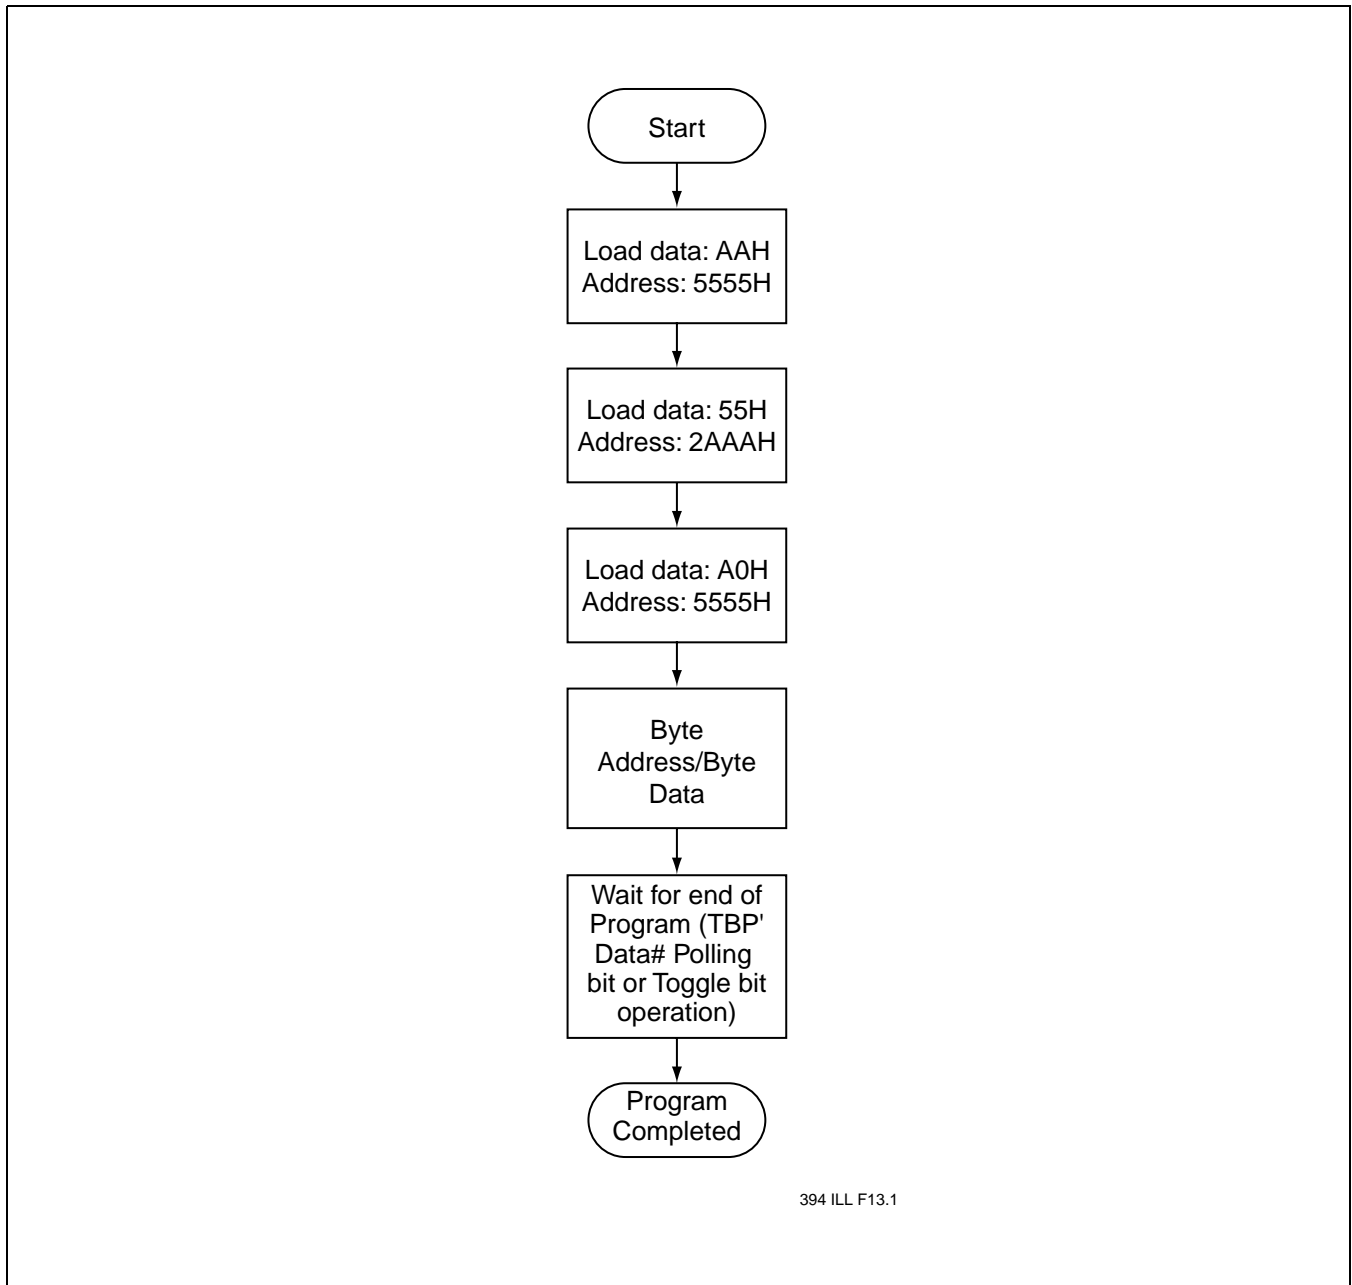 Start
Load data: AAH
Address: 5555H
Load data: 55H
Address: 2AAAH
Load data: A0H
Address: 5555H
Byte
Address/Byte
Data
Wait for end of
Program (TBP'
Data# Polling
bit or Toggle bit
operation)
Program
Completed
394 ILL F13.1